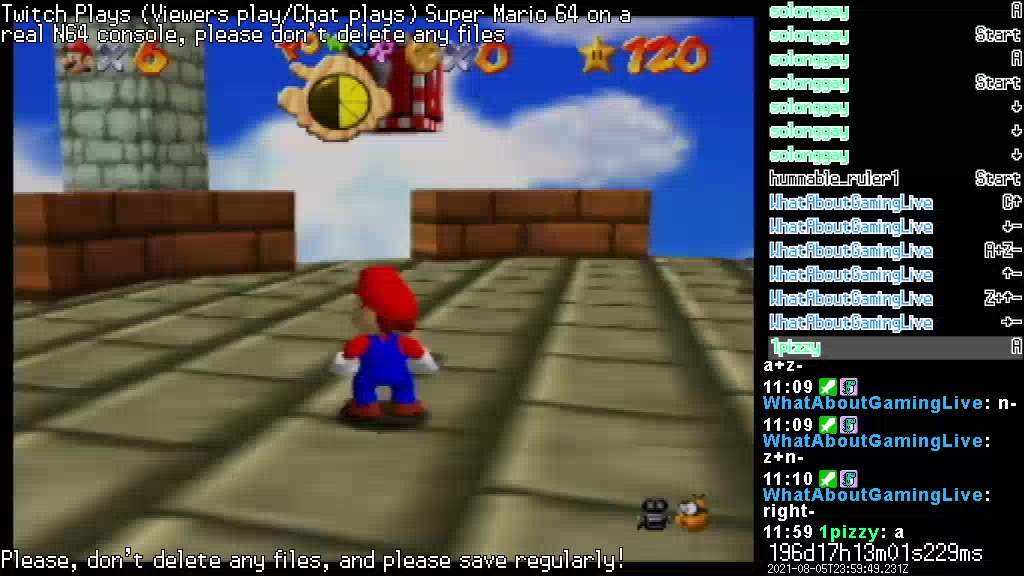 Twitch Plays (Viewers play/Chat plays) Super Mario 64 on a
real N64 console, please don't delete any files
× 6
POWER
× 0
120
solonggay A
solonggay Start
solonggay A
solonggay Start
solonggay ↓
solonggay ↓
solonggay ↓
hummable_ruler1 Start
WhatAboutGamingLive C↑
WhatAboutGamingLive ↓-
WhatAboutGamingLive A+Z-
WhatAboutGamingLive ↑-
WhatAboutGamingLive Z+↑-
WhatAboutGamingLive →-
1pizzy A
a+z-
11:09
WhatAboutGamingLive: n-
11:09
WhatAboutGamingLive:
z+n-
11:10
WhatAboutGamingLive:
right-
11:59 1pizzy: a
196d17h13m01s229ms
2021-08-05T23:59:49.231Z
Please, don't delete any files, and please save regularly!